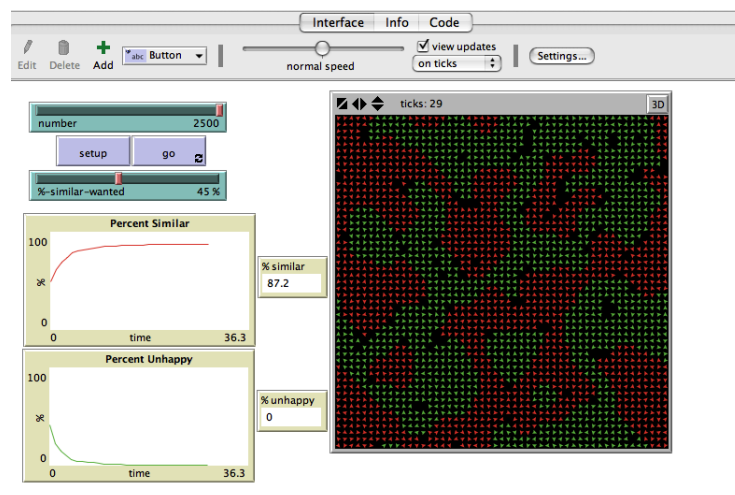 Interface Info Code
Edit Delete Add abc Button normal speed view updates on ticks Settings...
number 2500
setup go
%-similar-wanted 45 %
Percent Similar
100
%
0
0 time 36.3
% similar
87.2
Percent Unhappy
100
%
0
0 time 36.3
% unhappy
0
ticks: 29 3D